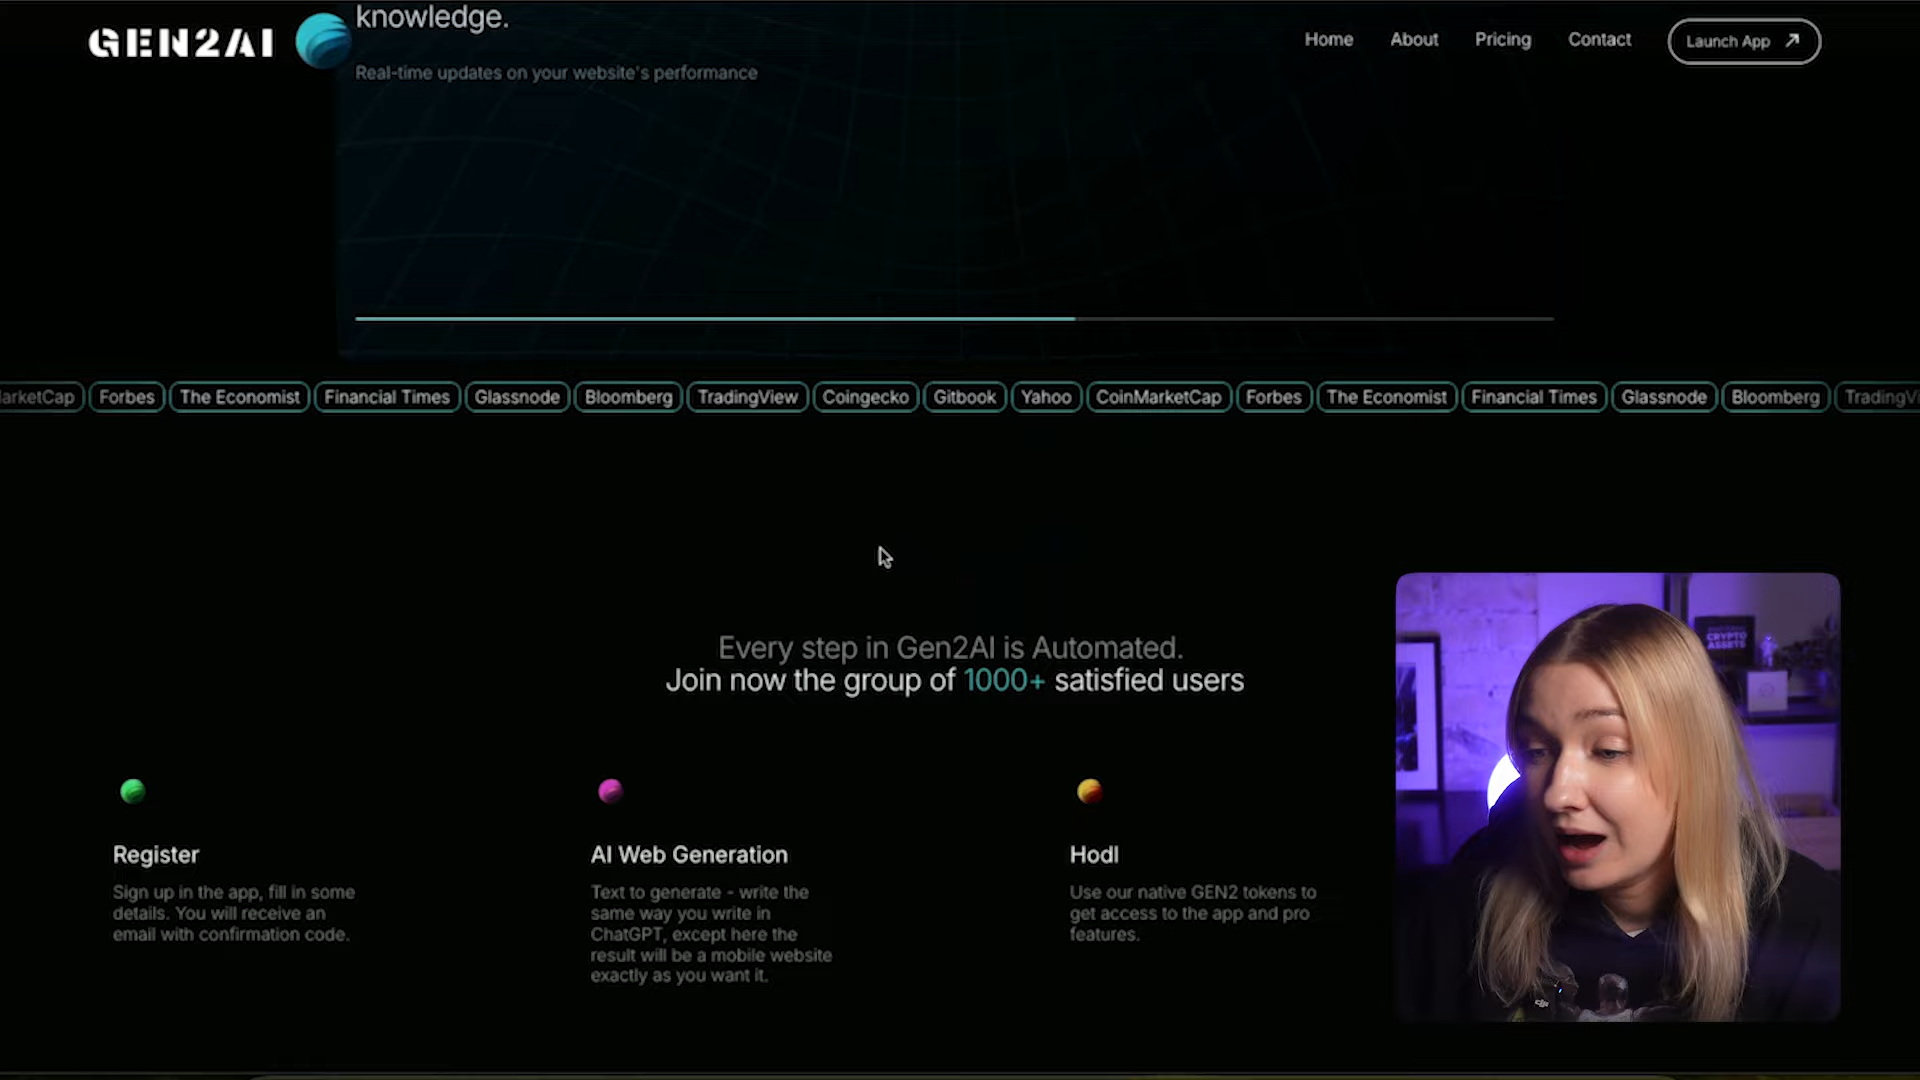 GEN2AI
knowledge.
Real-time updates on your website's performance
Home
About
Pricing
Contact
Launch App
arketCap
Forbes
The Economist
Financial Times
Glassnode
Bloomberg
TradingView
Coingecko
Gitbook
Yahoo
CoinMarketCap
Forbes
The Economist
Financial Times
Glassnode
Bloomberg
TradingVi
Every step in Gen2AI is Automated.
Join now the group of 1000+ satisfied users
Register
Sign up in the app, fill in some
details. You will receive an
email with confirmation code.
AI Web Generation
Text to generate - write the
same way you write in
ChatGPT, except here the
result will be a mobile website
exactly as you want it.
Hodl
Use our native GEN2 tokens to
get access to the app and pro
features.
CRYPTO
ASSETS
dji